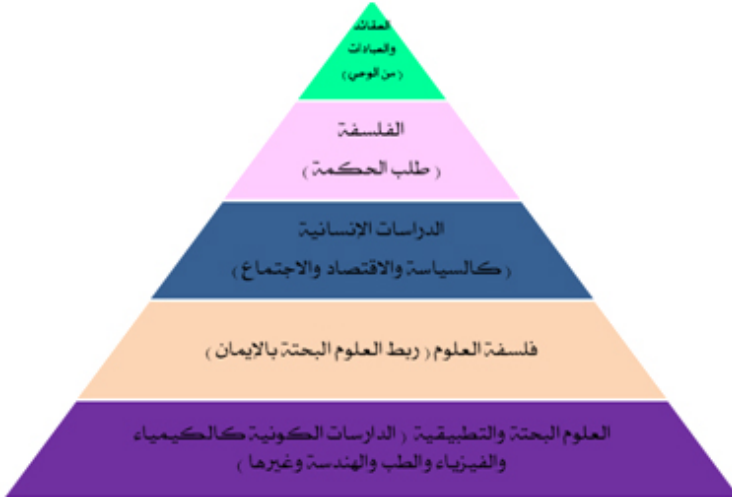 العقائد
والعبادات
(من الوحي)
الفلسفة
(طلب الحكمة)
الدراسات الإنسانية
(كالسياسة والاقتصاد والاجتماع)
فلسفة العلوم (ربط العلوم البحتة بالإيمان)
العلوم البحتة والتطبيقية (الدارسات الكونية كالكيمياء
والفيزياء والطب والهندسة وغيرها)